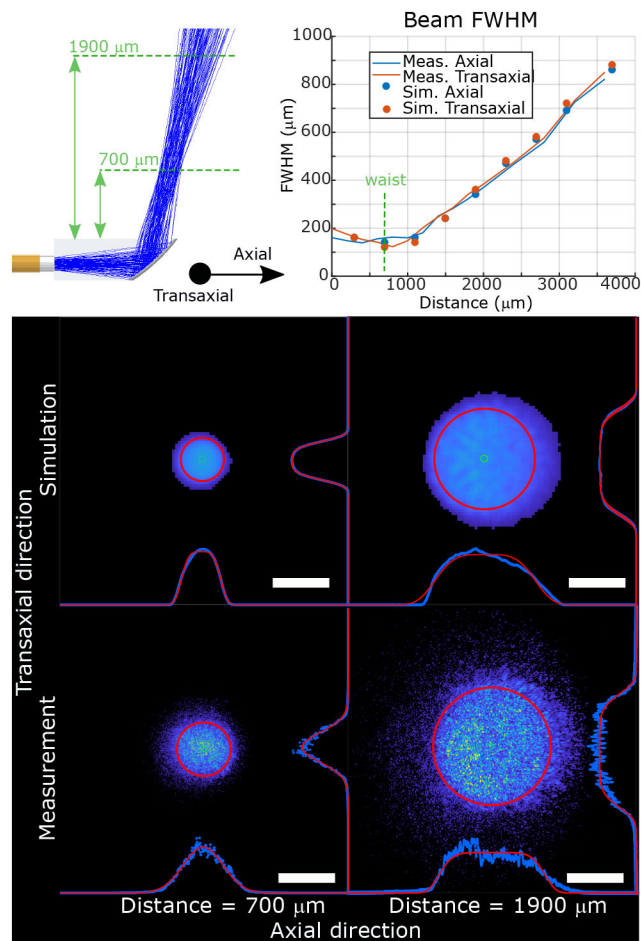 1900 μm
700 μm
Axial
Transaxial
Beam FWHM
Meas. Axial
Meas. Transaxial
Sim. Axial
Sim. Transaxial
waist
FWHM (μm)
1000
800
600
400
200
0
0
1000
2000
3000
4000
Distance (μm)
Transaxial direction
Simulation
Measurement
Distance = 700 μm
Distance = 1900 μm
Axial direction